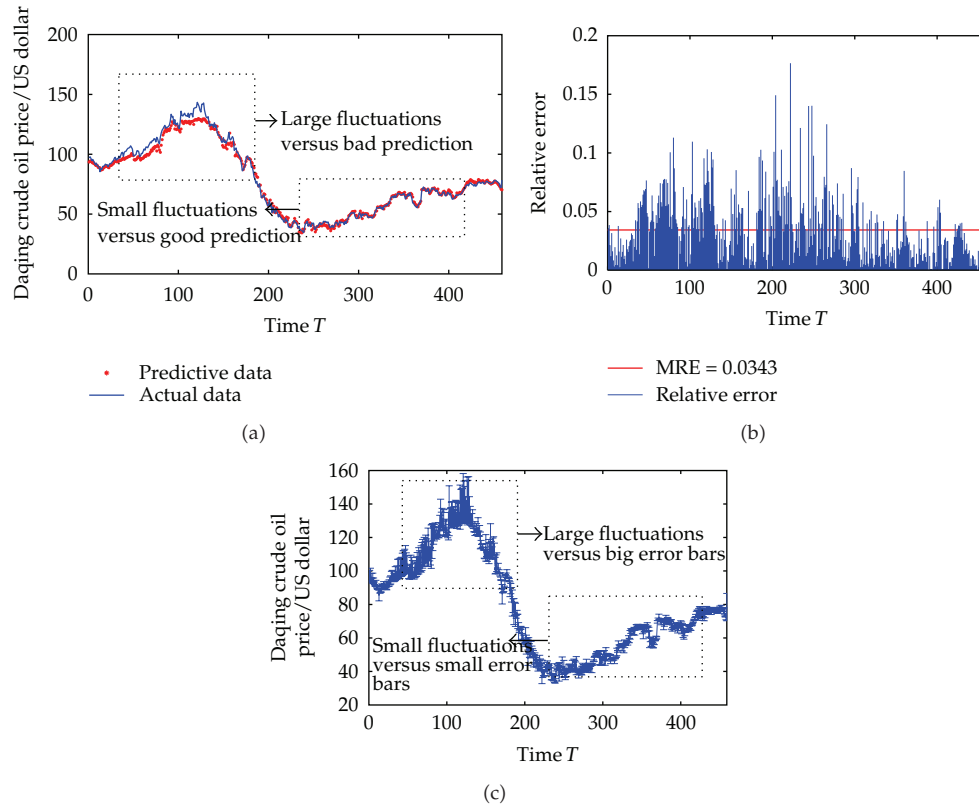 200
150
100
50
0
0
100
200
300
400
Daqing crude oil price/US dollar
Time T
Large fluctuations
versus bad prediction
Small fluctuations
versus good prediction
Predictive data
Actual data
(a)
0.2
0.15
0.1
0.05
0
0
100
200
300
400
Relative error
Time T
MRE = 0.0343
Relative error
(b)
160
140
120
100
80
60
40
20
0
100
200
300
400
Daqing crude oil
price/US dollar
Time T
Large fluctuations
versus big error bars
Small fluctuations
versus small error
bars
(c)